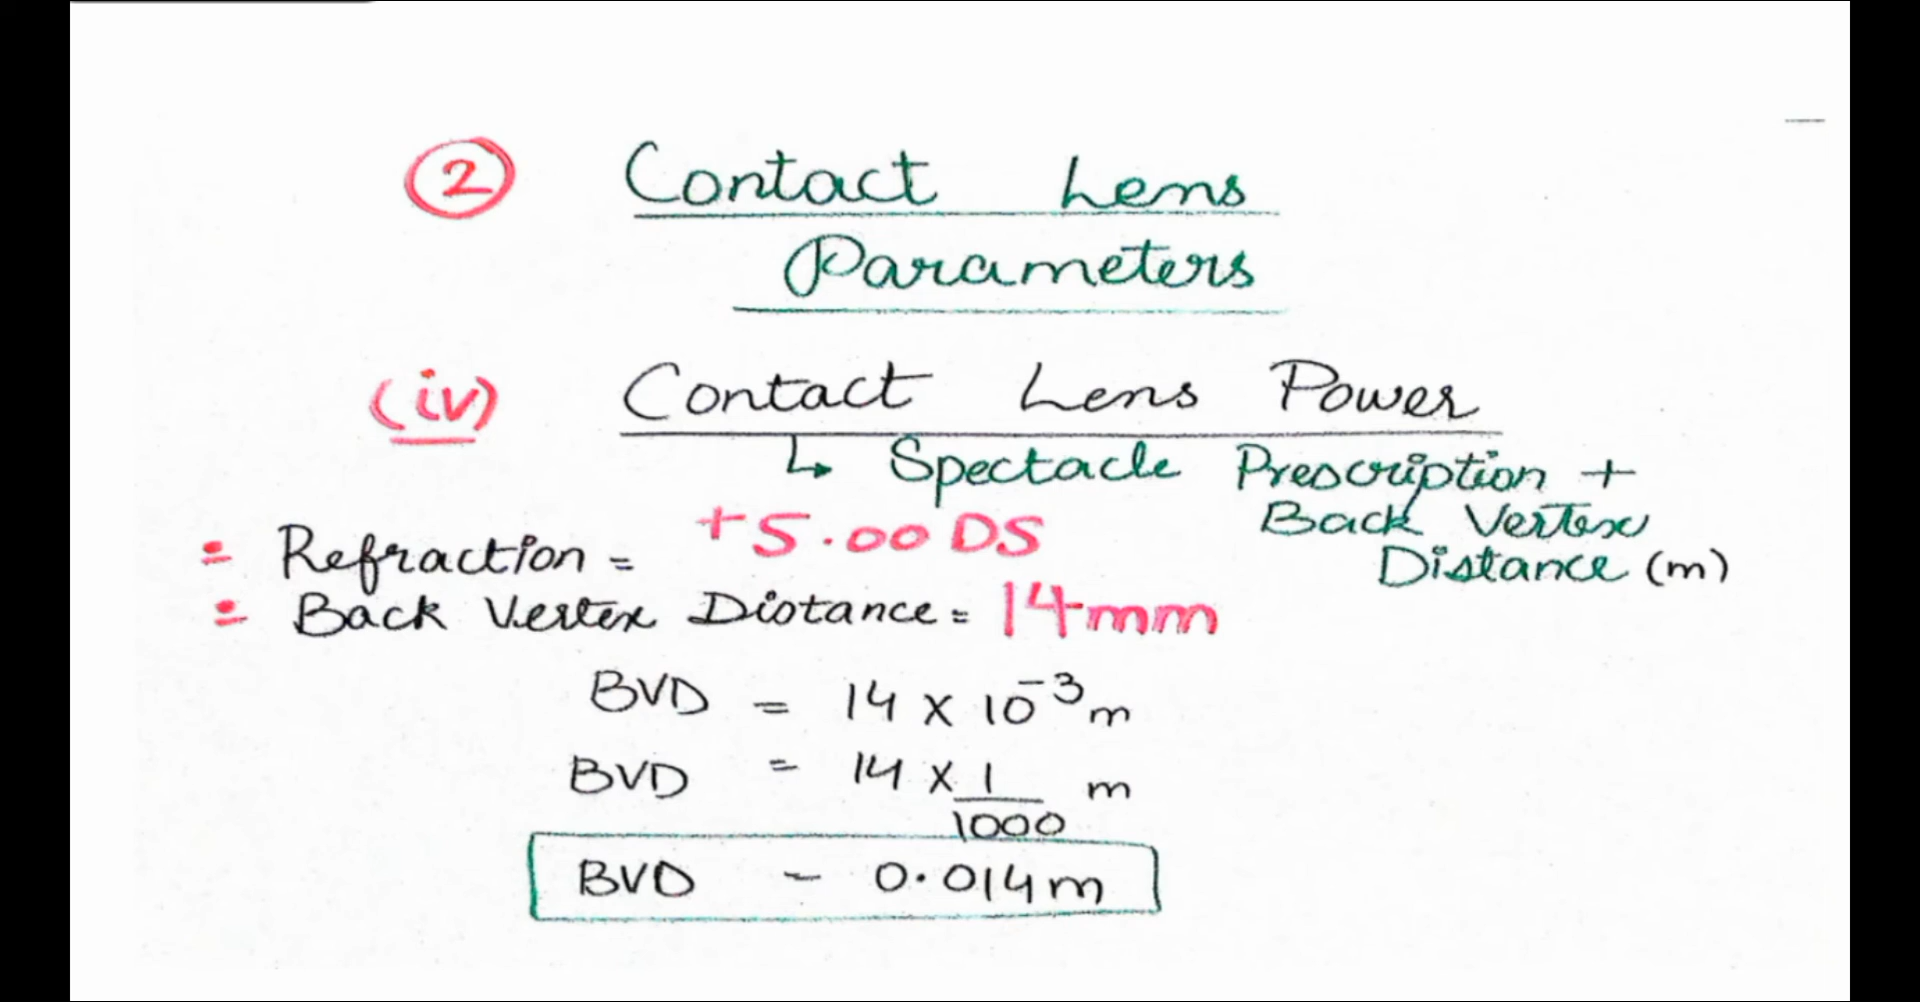 2 Contact Lens
Parameters
(iv) Contact Lens Power
↳ Spectacle Prescription +
Back Vertex
Distance (m)
= Refraction = +5.00 DS
= Back Vertex Distance = 14mm
BVD = 14 x 10⁻³ m
BVD = 14 x 1/1000 m
BVD - 0.014m